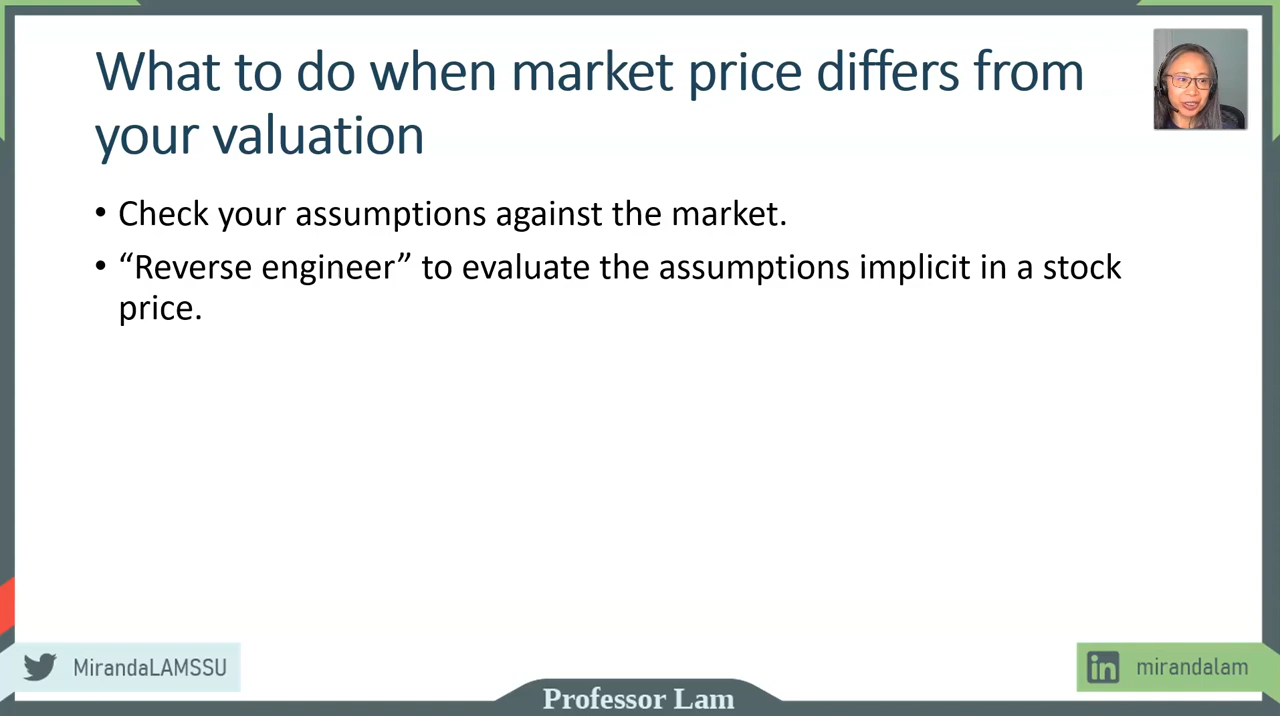 What to do when market price differs from
your valuation
• Check your assumptions against the market.
• “Reverse engineer” to evaluate the assumptions implicit in a stock
price.
MirandaLAMSSU
in mirandalam
Professor Lam